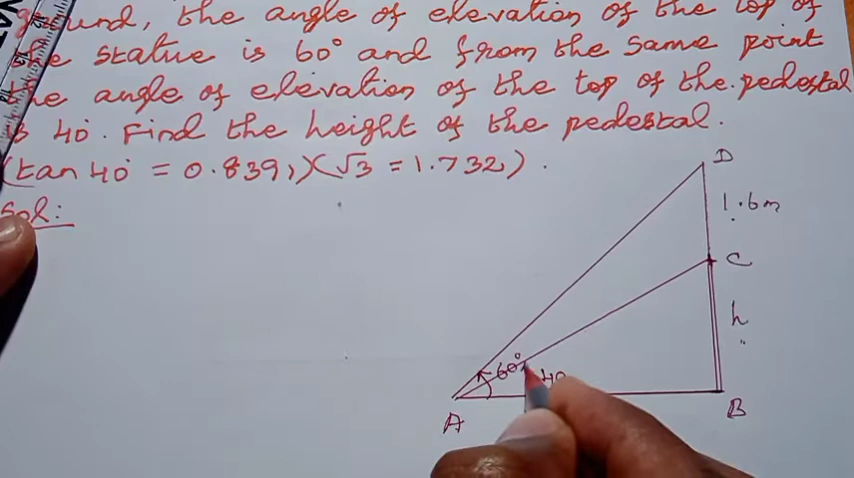 ground, the angle of elevation of the top of
the statue is 60° and from the same point
the angle of elevation of the top of the pedestal
is 40°. Find the height of the pedestal.
(tan 40° = 0.839,)(√3 = 1.732,).
Sol:
D
1.6m
C
h
60°
40
A
B